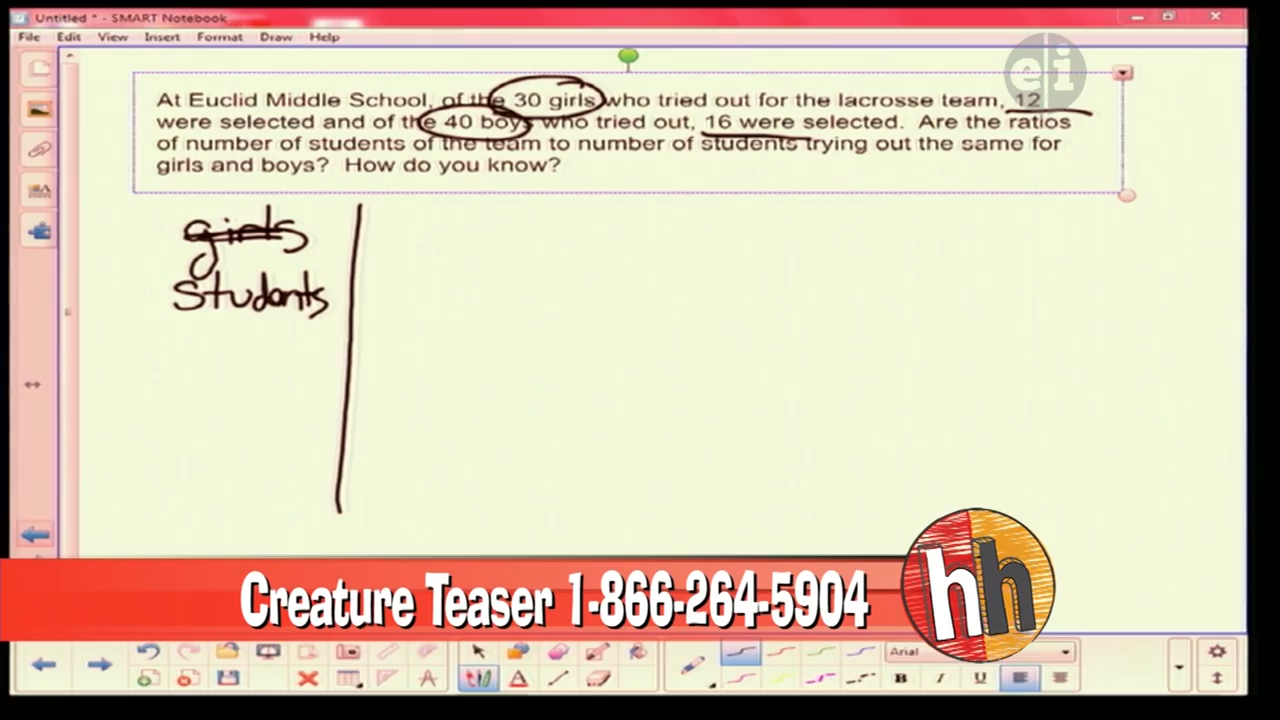 Untitled * - SMART Notebook
File Edit View Insert Format Draw Help
ei
At Euclid Middle School, of the 30 girls who tried out for the lacrosse team, 12
were selected and of the 40 boys who tried out, 16 were selected. Are the ratios
of number of students of the team to number of students trying out the same for
girls and boys? How do you know?
girls
Students
Creature Teaser 1-866-264-5904
hh
Arial
B I U